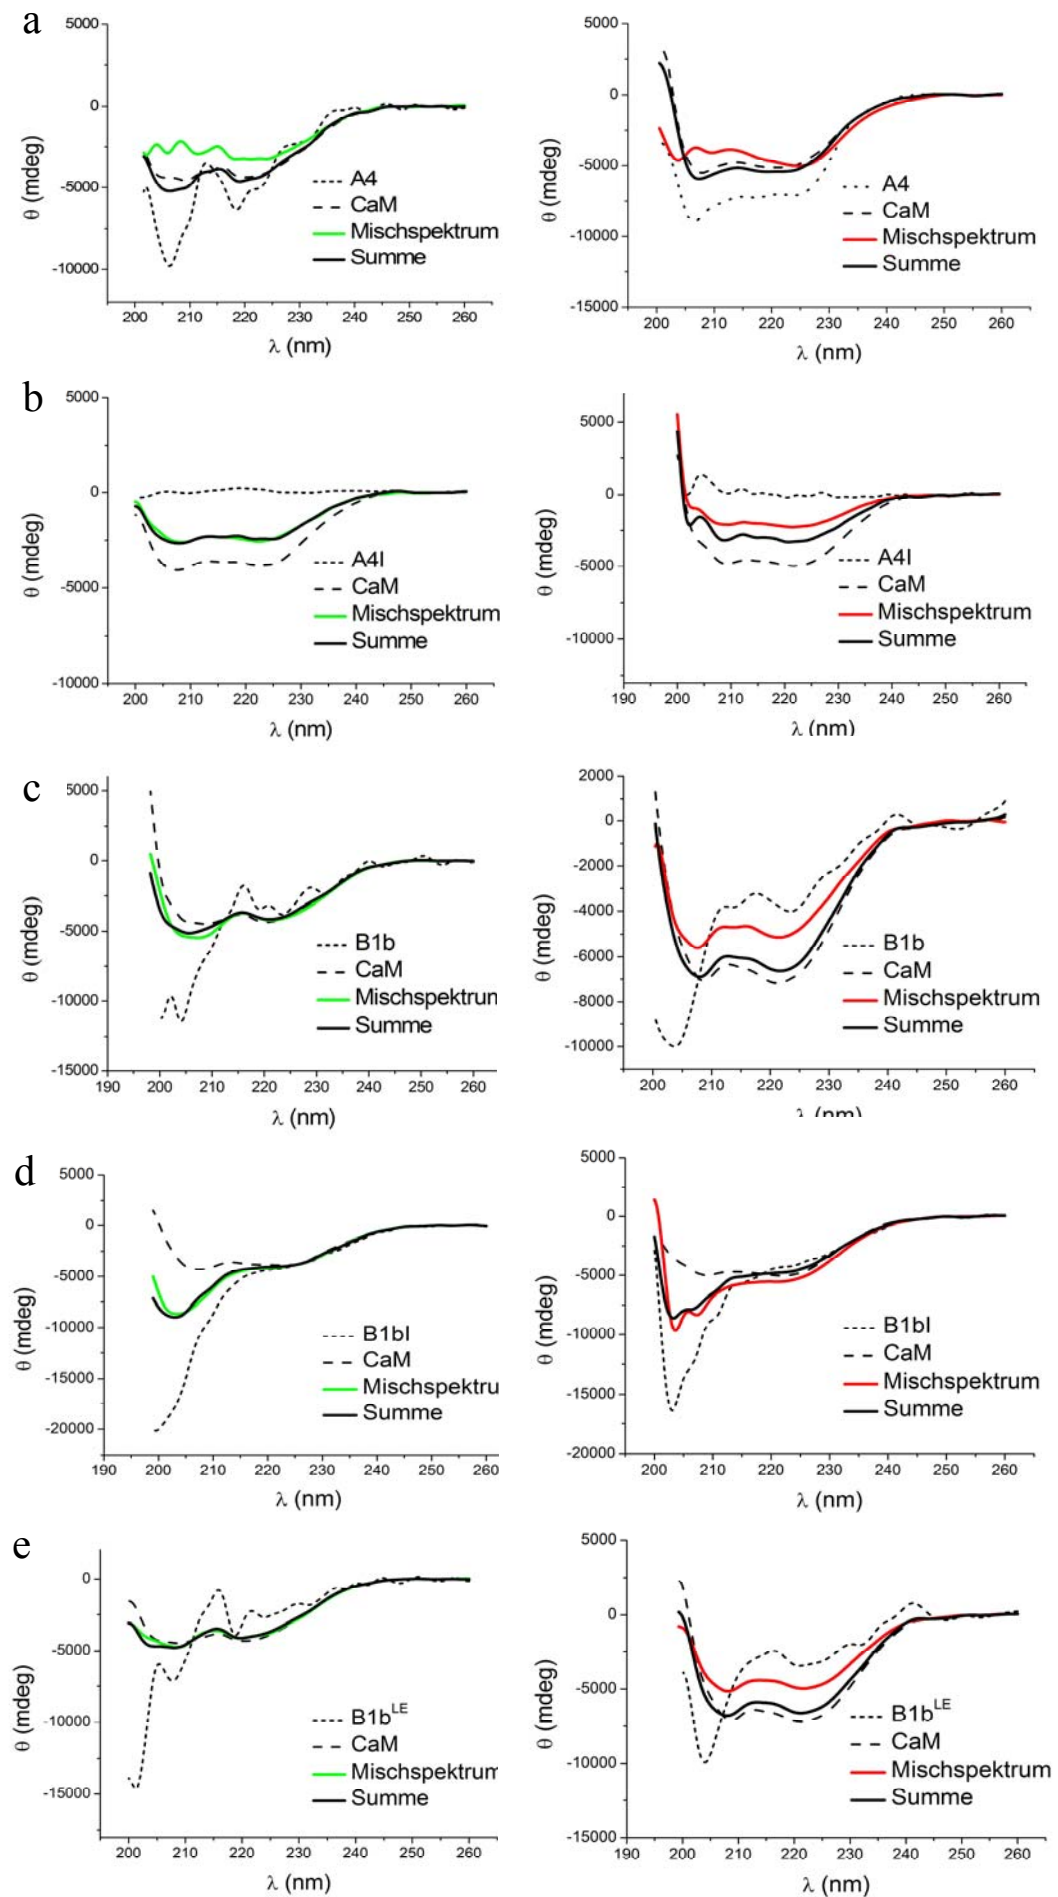 a
5000
0
-5000
-10000
θ (mdeg)
A4
CaM
Mischspektrum
Summe
200 210 220 230 240 250 260
λ (nm)
5000
0
-5000
-10000
-15000
θ (mdeg)
A4
CaM
Mischspektrum
Summe
200 210 220 230 240 250 260
λ (nm)
b
5000
0
-5000
-10000
θ (mdeg)
A4I
CaM
Mischspektrum
Summe
200 210 220 230 240 250 260
λ (nm)
5000
0
-5000
-10000
θ (mdeg)
A4I
CaM
Mischspektrum
Summe
190 200 210 220 230 240 250 260
λ (nm)
c
5000
0
-5000
-10000
-15000
θ (mdeg)
B1b
CaM
Mischspektrun
Summe
190 200 210 220 230 240 250 260
λ (nm)
2000
0
-2000
-4000
-6000
-8000
-10000
θ (mdeg)
B1b
CaM
Mischspektrum
Summe
200 210 220 230 240 250 260
λ (nm)
d
5000
0
-5000
-10000
-15000
-20000
θ (mdeg)
B1bI
CaM
Mischspektru
Summe
190 200 210 220 230 240 250 260
λ (nm)
5000
0
-5000
-10000
-15000
-20000
θ (mdeg)
B1bI
CaM
Mischspektrum
Summe
200 210 220 230 240 250 260
λ (nm)
e
0
-5000
-10000
-15000
θ (mdeg)
B1b^LE
CaM
Mischspektrum
Summe
200 210 220 230 240 250 260
λ (nm)
5000
0
-5000
-10000
-15000
θ (mdeg)
B1b^LE
CaM
Mischspektrum
Summe
190 200 210 220 230 240 250 260
λ (nm)